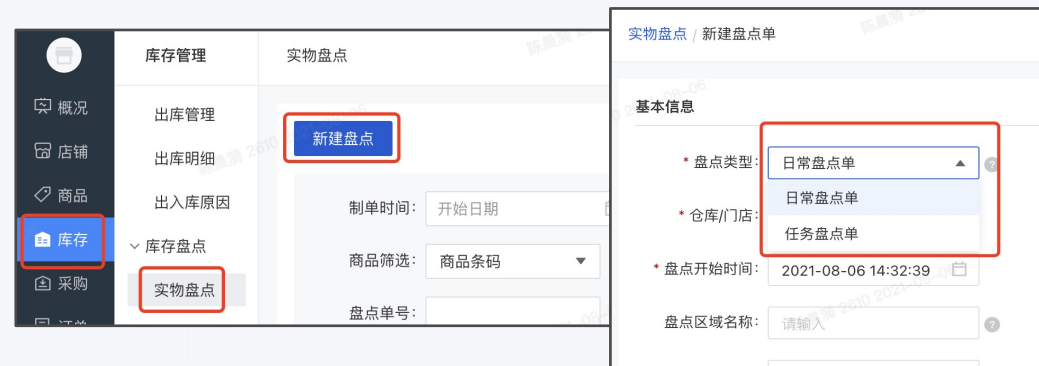 库存管理
实物盘点
概况
店铺
商品
库存
采购
出库管理
出库明细
出入库原因
库存盘点
实物盘点
新建盘点
制单时间：
开始日期
商品筛选：
商品条码
盘点单号：
实物盘点 / 新建盘点单
基本信息
* 盘点类型：
日常盘点单
日常盘点单
任务盘点单
* 仓库/门店：
* 盘点开始时间：
2021-08-06 14:32:39
盘点区域名称：
请输入